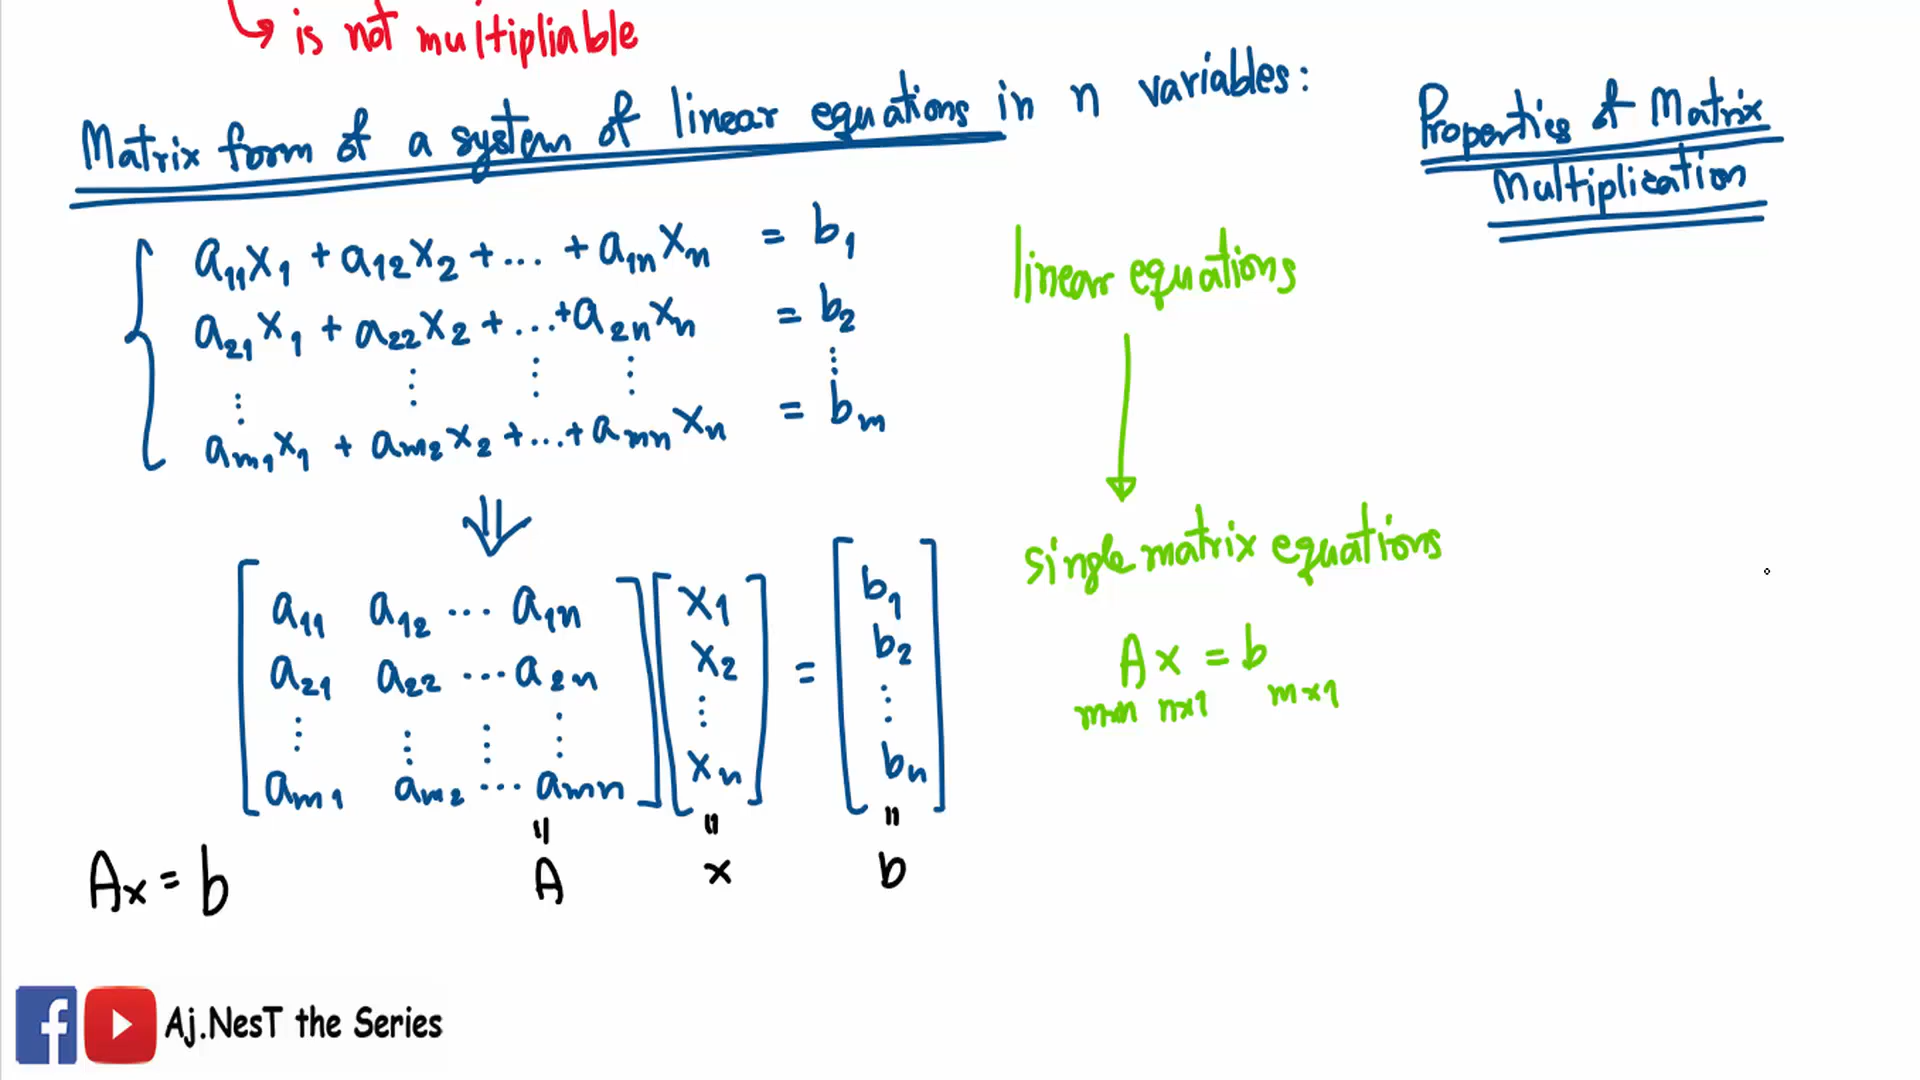 is not multipliable
Matrix form of a system of linear equations in n variables:
a₁₁x₁ + a₁₂x₂ + ... + a₁ₙxₙ = b₁
a₂₁x₁ + a₂₂x₂ + ... + a₂ₙxₙ = b₂
⋮ ⋮ ⋮ ⋮ ⋮
aₘ₁x₁ + aₘ₂x₂ + ... + aₘₙxₙ = bₘ
⇓
[a₁₁ a₁₂ ... a₁ₙ] [x₁] = [b₁]
[a₂₁ a₂₂ ... a₂ₙ] [x₂] [b₂]
⋮ ⋮ ⋮ ⋮ ⋮ ⋮
[aₘ₁ aₘ₂ ... aₘₙ] [xₙ] [bₙ]
" " "
A x b
Ax = b
linear equations
single matrix equations
A x = b
m×n n×1 m×1
Properties of Matrix
Multiplication
Aj.NesT the Series